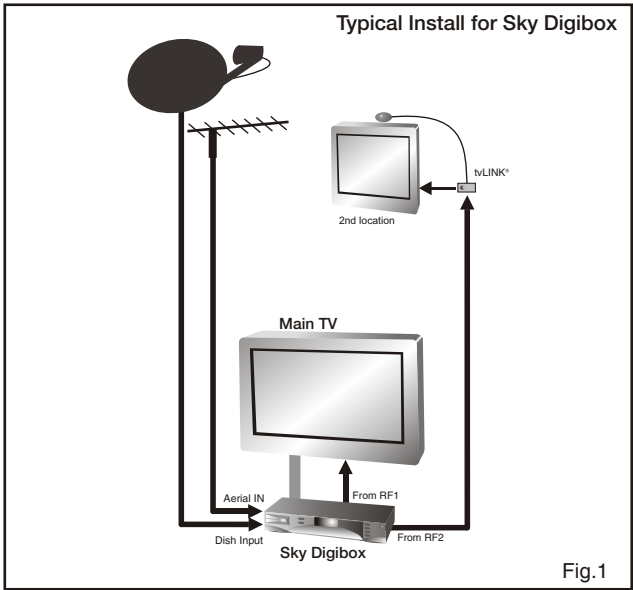 Typical Install for Sky Digibox
tvLINK®
2nd location
Main TV
Aerial IN
From RF1
Dish Input
From RF2
Sky Digibox
Fig.1